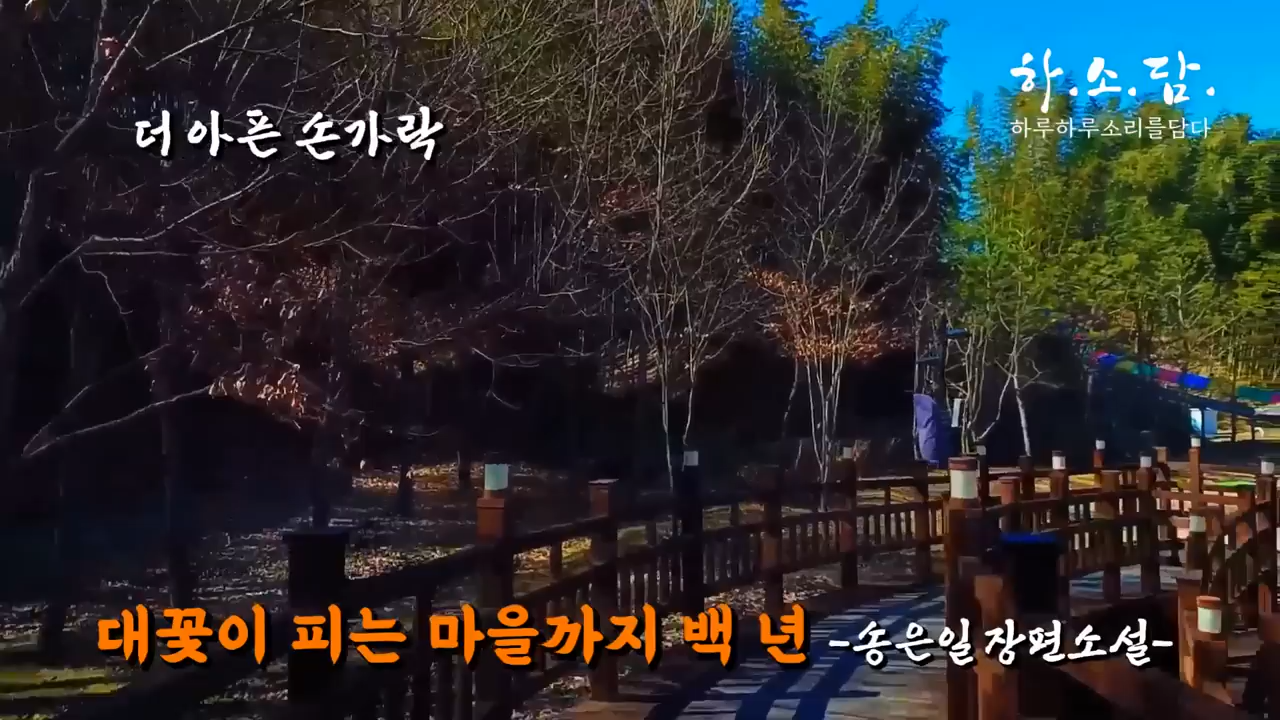 하.소.담.
하루하루소리를담다
더 아픈 손가락
대꽃이 피는 마을까지 백 년 -송은일 장편소설-